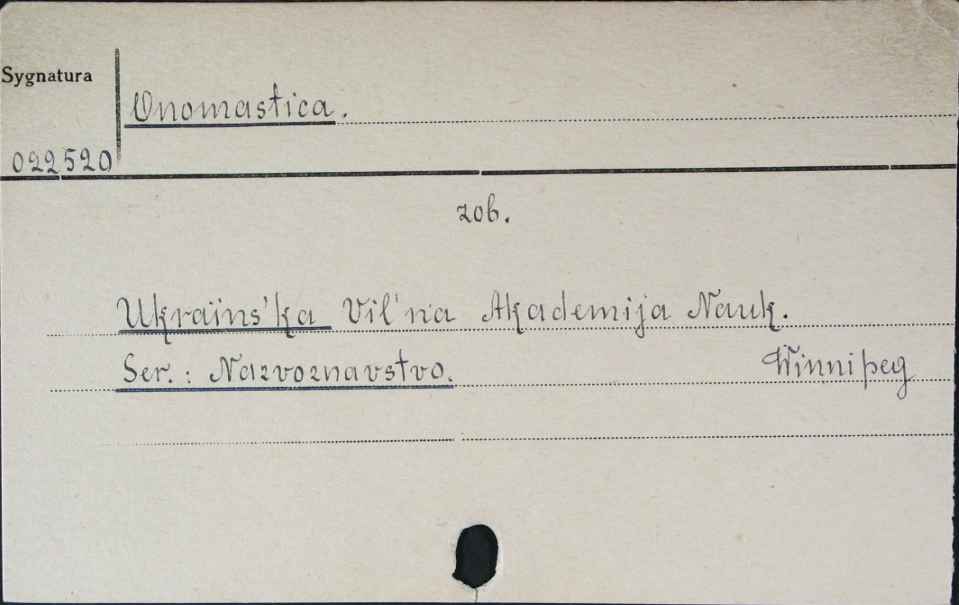 Sygnatura
Onomastica.
022520
zob.
Ukraïns'ka Vil'na Akademija Nauk.
Ser.: Nazvoznavstvo. Winnipeg